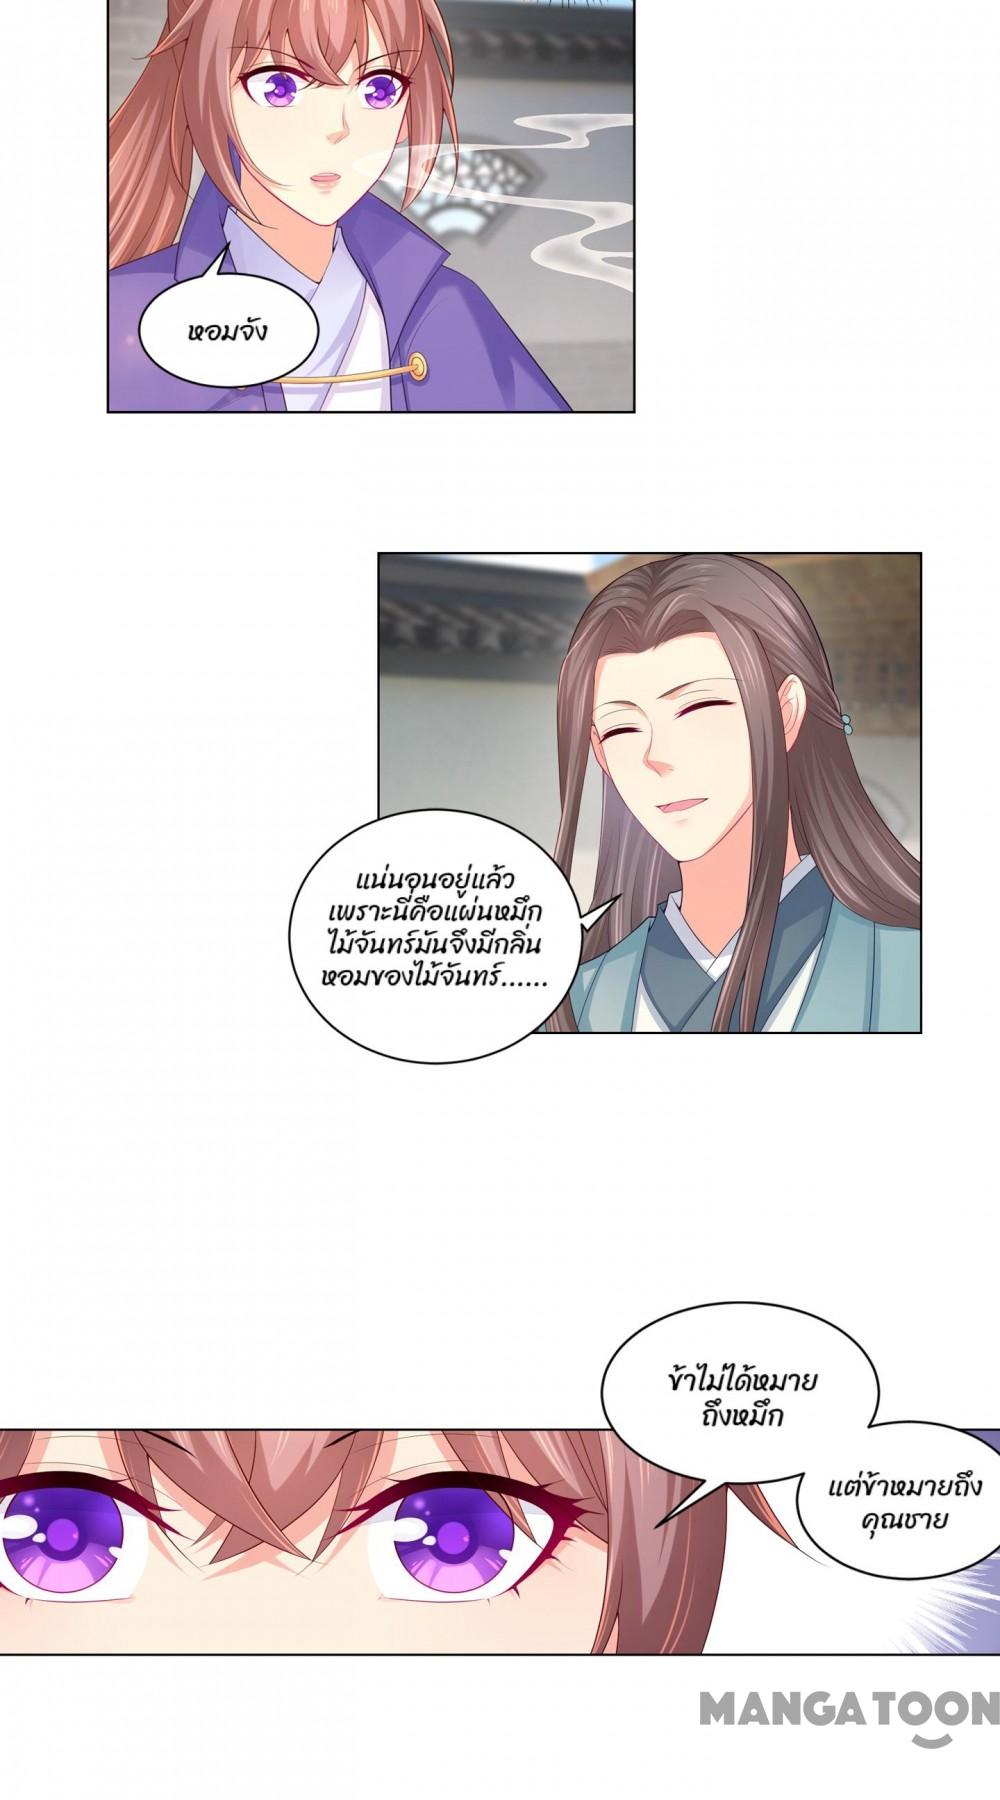 หอมจัง
แน่นอนอยู่แล้ว
เพราะนี่คือแผ่นหมึก
ไม้จันทร์มันจึงมีกลิ่น
หอมของไม้จันทร์......
ข้าไม่ได้หมาย
ถึงหมึก
แต่ข้าหมายถึง
คุณชาย
MANGATOON